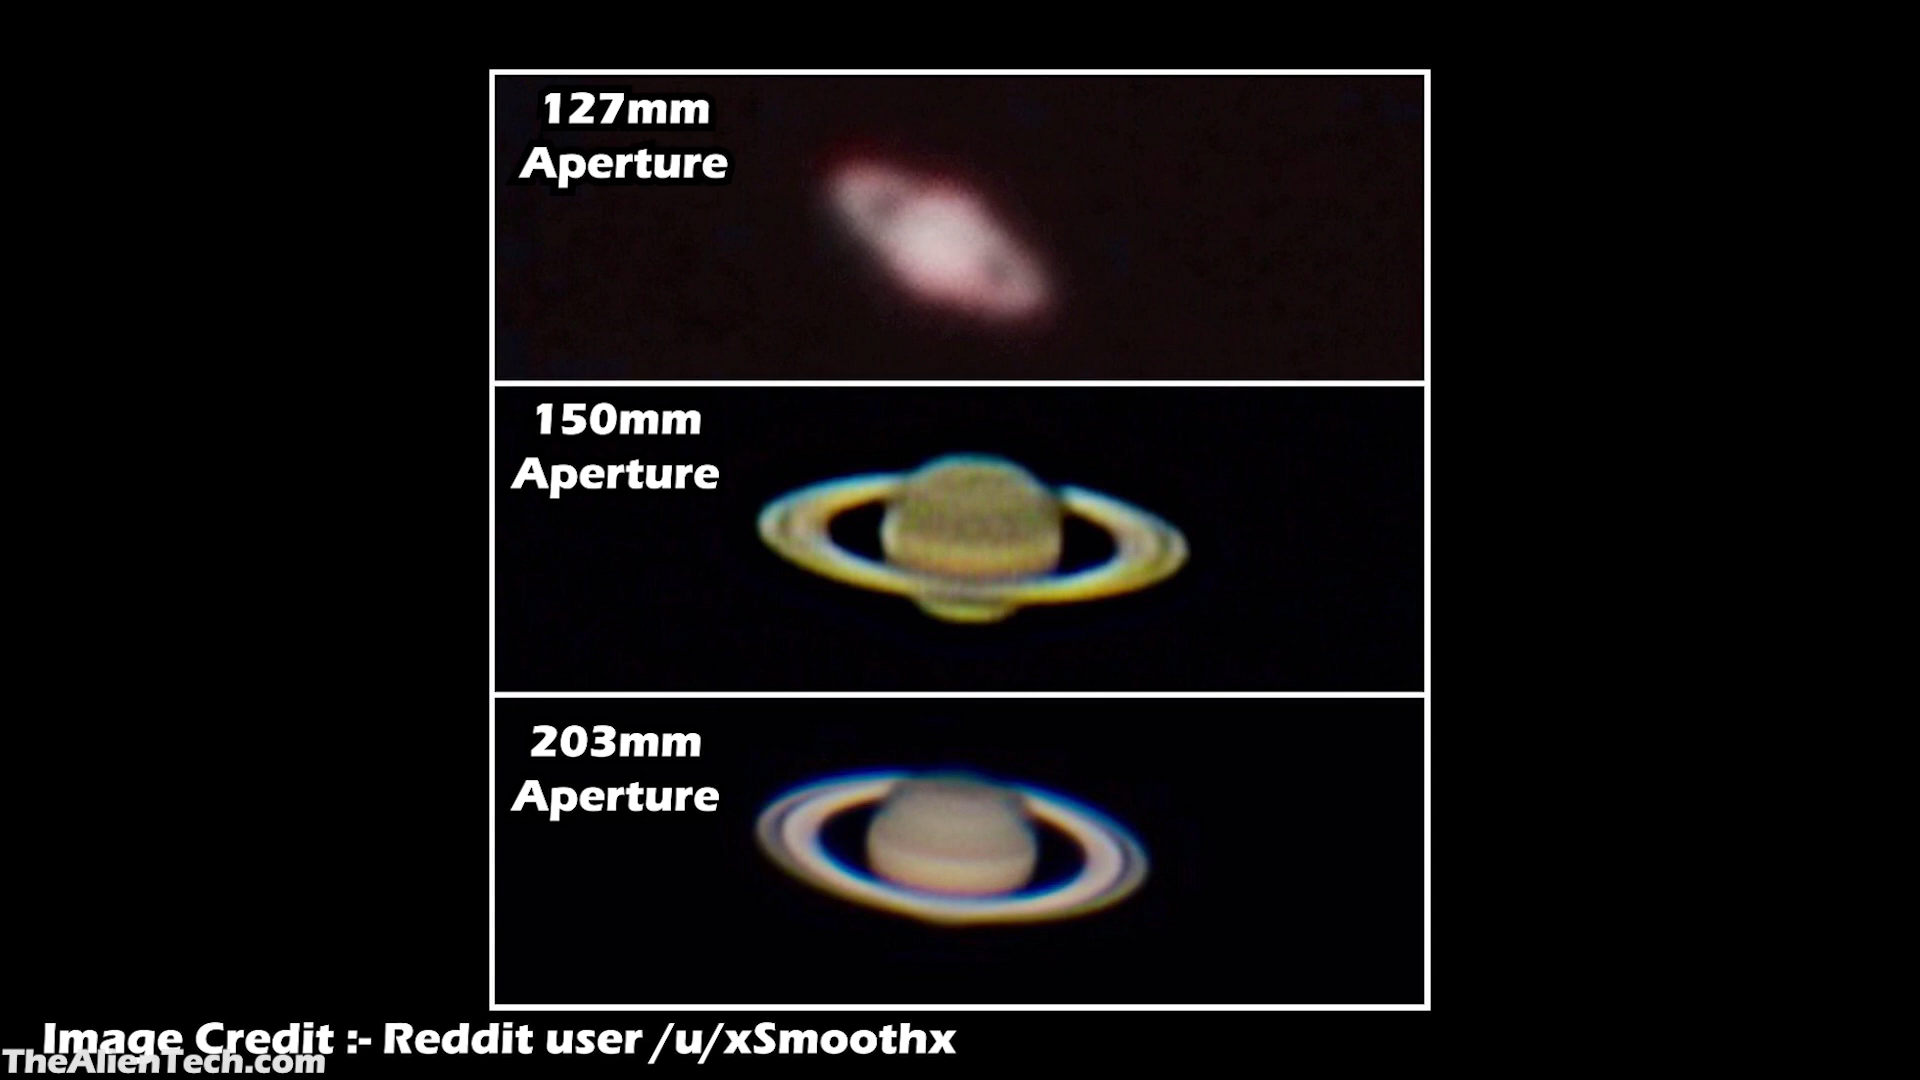 127mm
Aperture
150mm
Aperture
203mm
Aperture
Image Credit :- Reddit user /u/xSmoothx
TheAlienTech.com